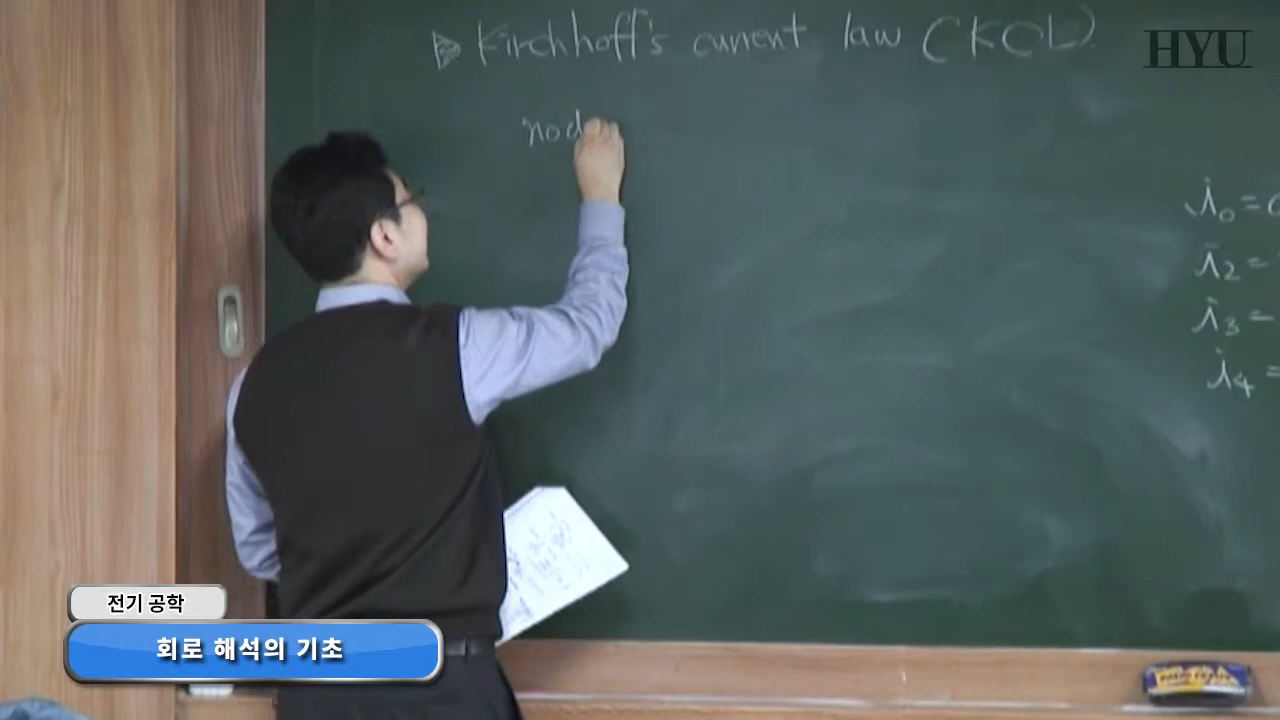 ▷ Kirchhoff's current law (KCL).
HYU
nod
i₀ =
i₂ =
i₃ =
i₄ =
전기 공학
회로 해석의 기초